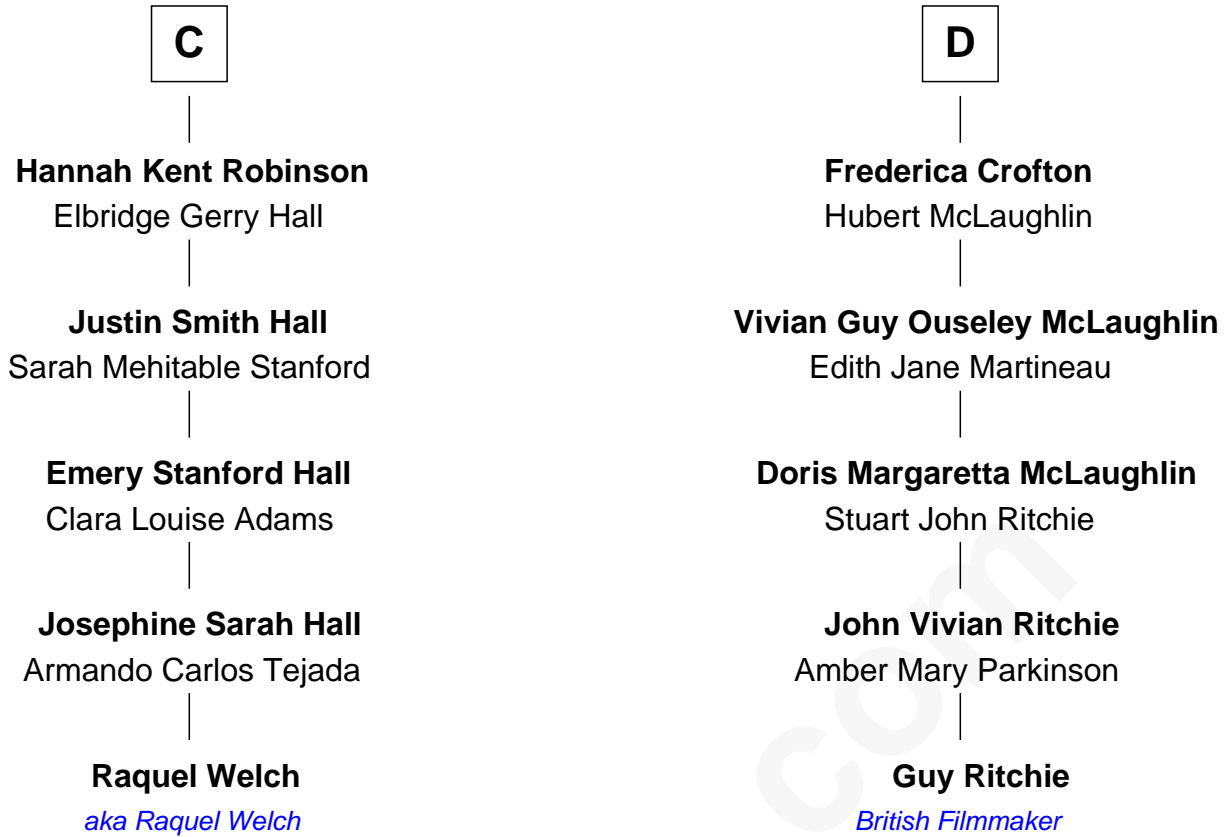 C
Hannah Kent Robinson
Elbridge Gerry Hall
Justin Smith Hall
Sarah Mehitable Stanford
Emery Stanford Hall
Clara Louise Adams
Josephine Sarah Hall
Armando Carlos Tejada
Raquel Welch
aka Raquel Welch
D
Frederica Crofton
Hubert McLaughlin
Vivian Guy Ouseley McLaughlin
Edith Jane Martineau
Doris Margaretta McLaughlin
Stuart John Ritchie
John Vivian Ritchie
Amber Mary Parkinson
Guy Ritchie
British Filmmaker
com